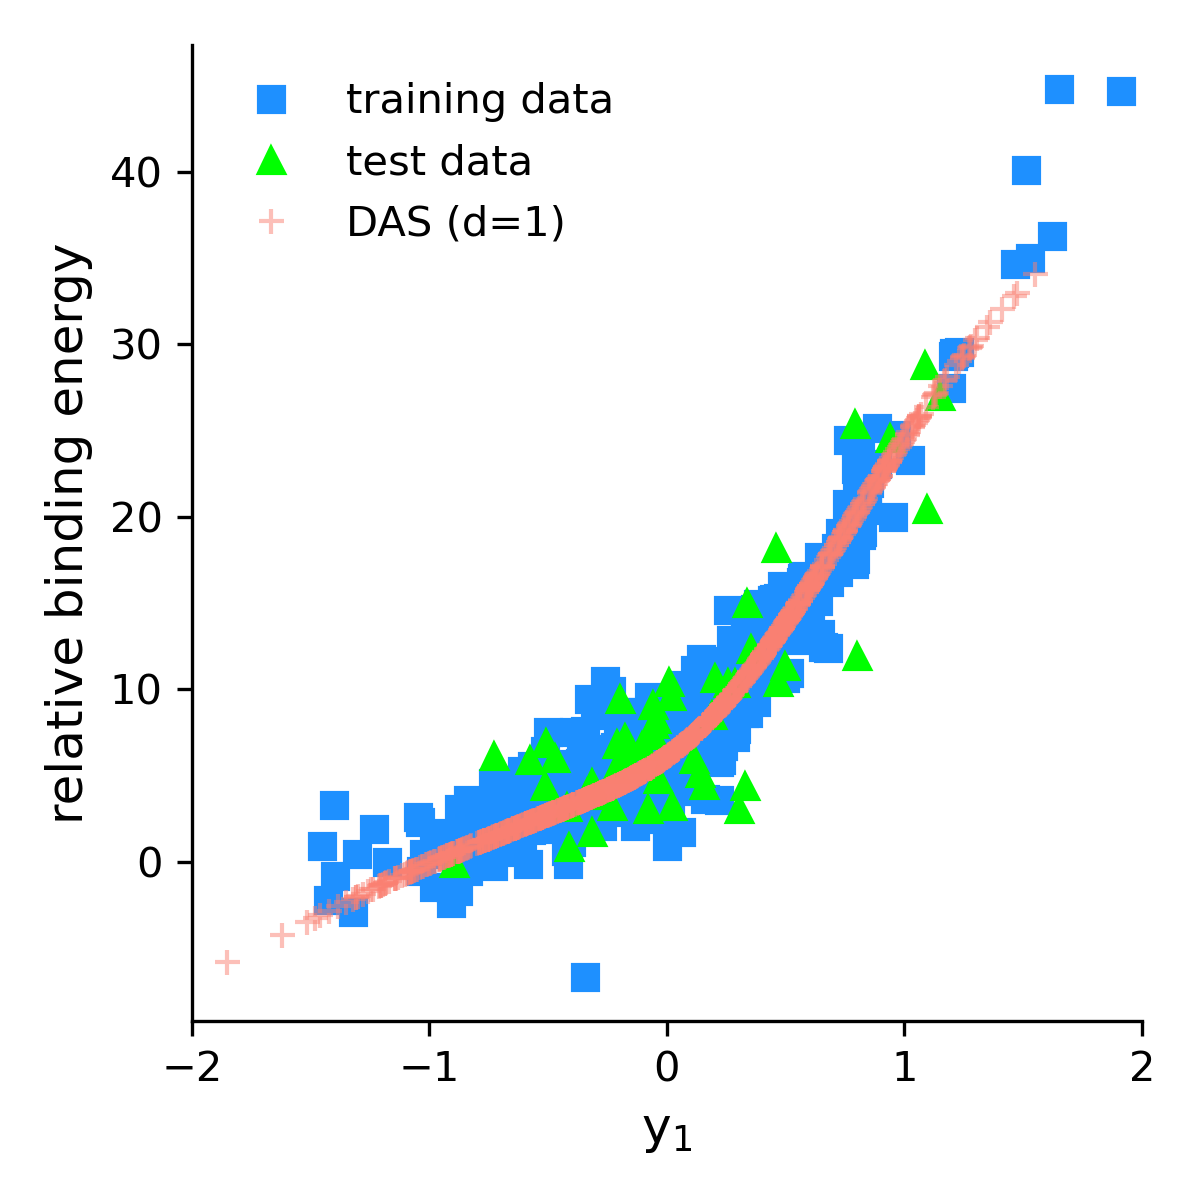 training data
test data
DAS (d=1)
40
30
20
10
0
relative binding energy
−2
−1
0
1
2
y₁